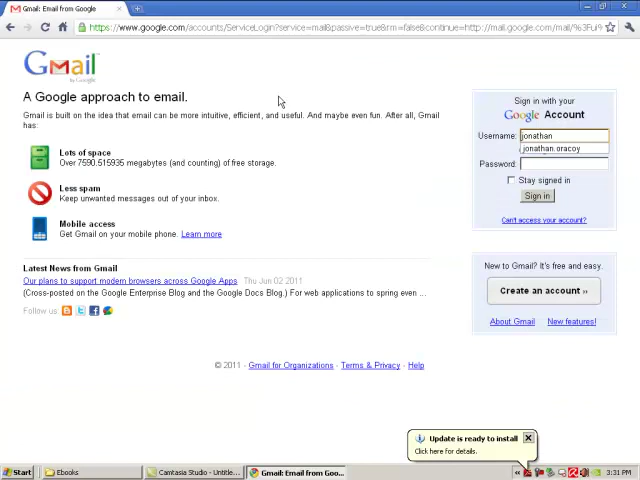 Gmail: Email from Google
https://www.google.com/accounts/ServiceLogin?service=mail&passive=true&rm=false&continue=http://mail.google.com/mail/%3Fui%
Gmail
by Google
A Google approach to email.
Gmail is built on the idea that email can be more intuitive, efficient, and useful. And maybe even fun. After all, Gmail
has:
Lots of space
Over 7590.515935 megabytes (and counting) of free storage.
Less spam
Keep unwanted messages out of your inbox.
Mobile access
Get Gmail on your mobile phone. Learn more
Latest News from Gmail
Our plans to support modern browsers across Google Apps Thu Jun 02 2011
(Cross-posted on the Google Enterprise Blog and the Google Docs Blog.) For web applications to spring even ...
Follow us:
Sign in with your
Google Account
Username: jonathan
jonathan.oracoy
Password:
Stay signed in
Sign in
Can't access your account?
New to Gmail? It's free and easy.
Create an account »
About Gmail New features!
© 2011 - Gmail for Organizations - Terms & Privacy - Help
Update is ready to install
Click here for details.
Start
Ebooks
Camtasia Studio - Untitle...
Gmail: Email from Goo...
3:31 PM